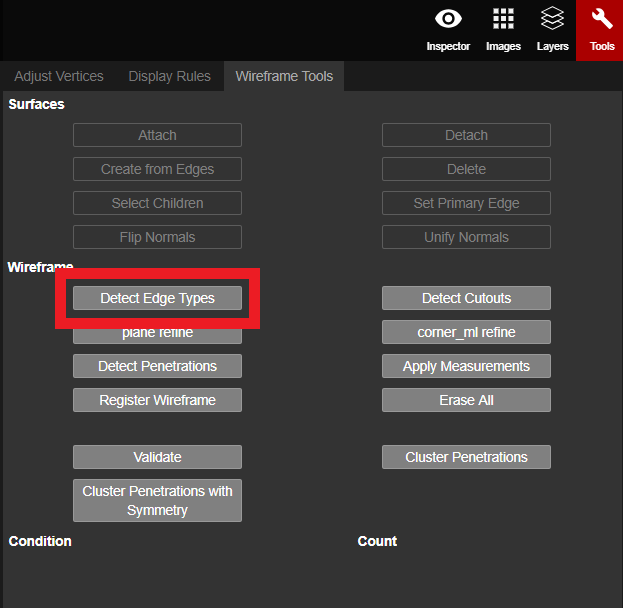 Inspector Images Layers Tools
Adjust Vertices Display Rules Wireframe Tools
Surfaces
Attach Detach
Create from Edges Delete
Select Children Set Primary Edge
Flip Normals Unify Normals
Wireframe
Detect Edge Types Detect Cutouts
plane refine corner_ml refine
Detect Penetrations Apply Measurements
Register Wireframe Erase All
Validate Cluster Penetrations
Cluster Penetrations with
Symmetry
Condition Count